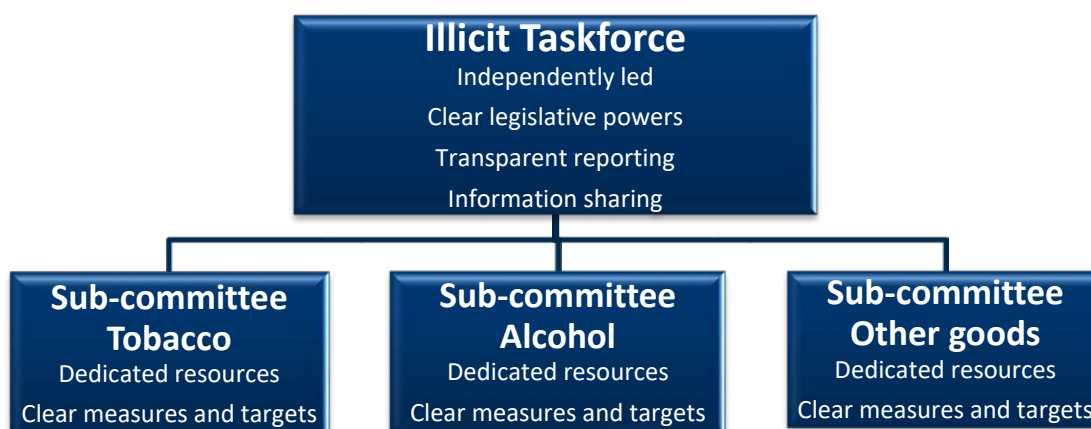 Illicit Taskforce
Independently led
Clear legislative powers
Transparent reporting
Information sharing
Sub-committee
Tobacco
Dedicated resources
Clear measures and targets
Sub-committee
Alcohol
Dedicated resources
Clear measures and targets
Sub-committee
Other goods
Dedicated resources
Clear measures and targets